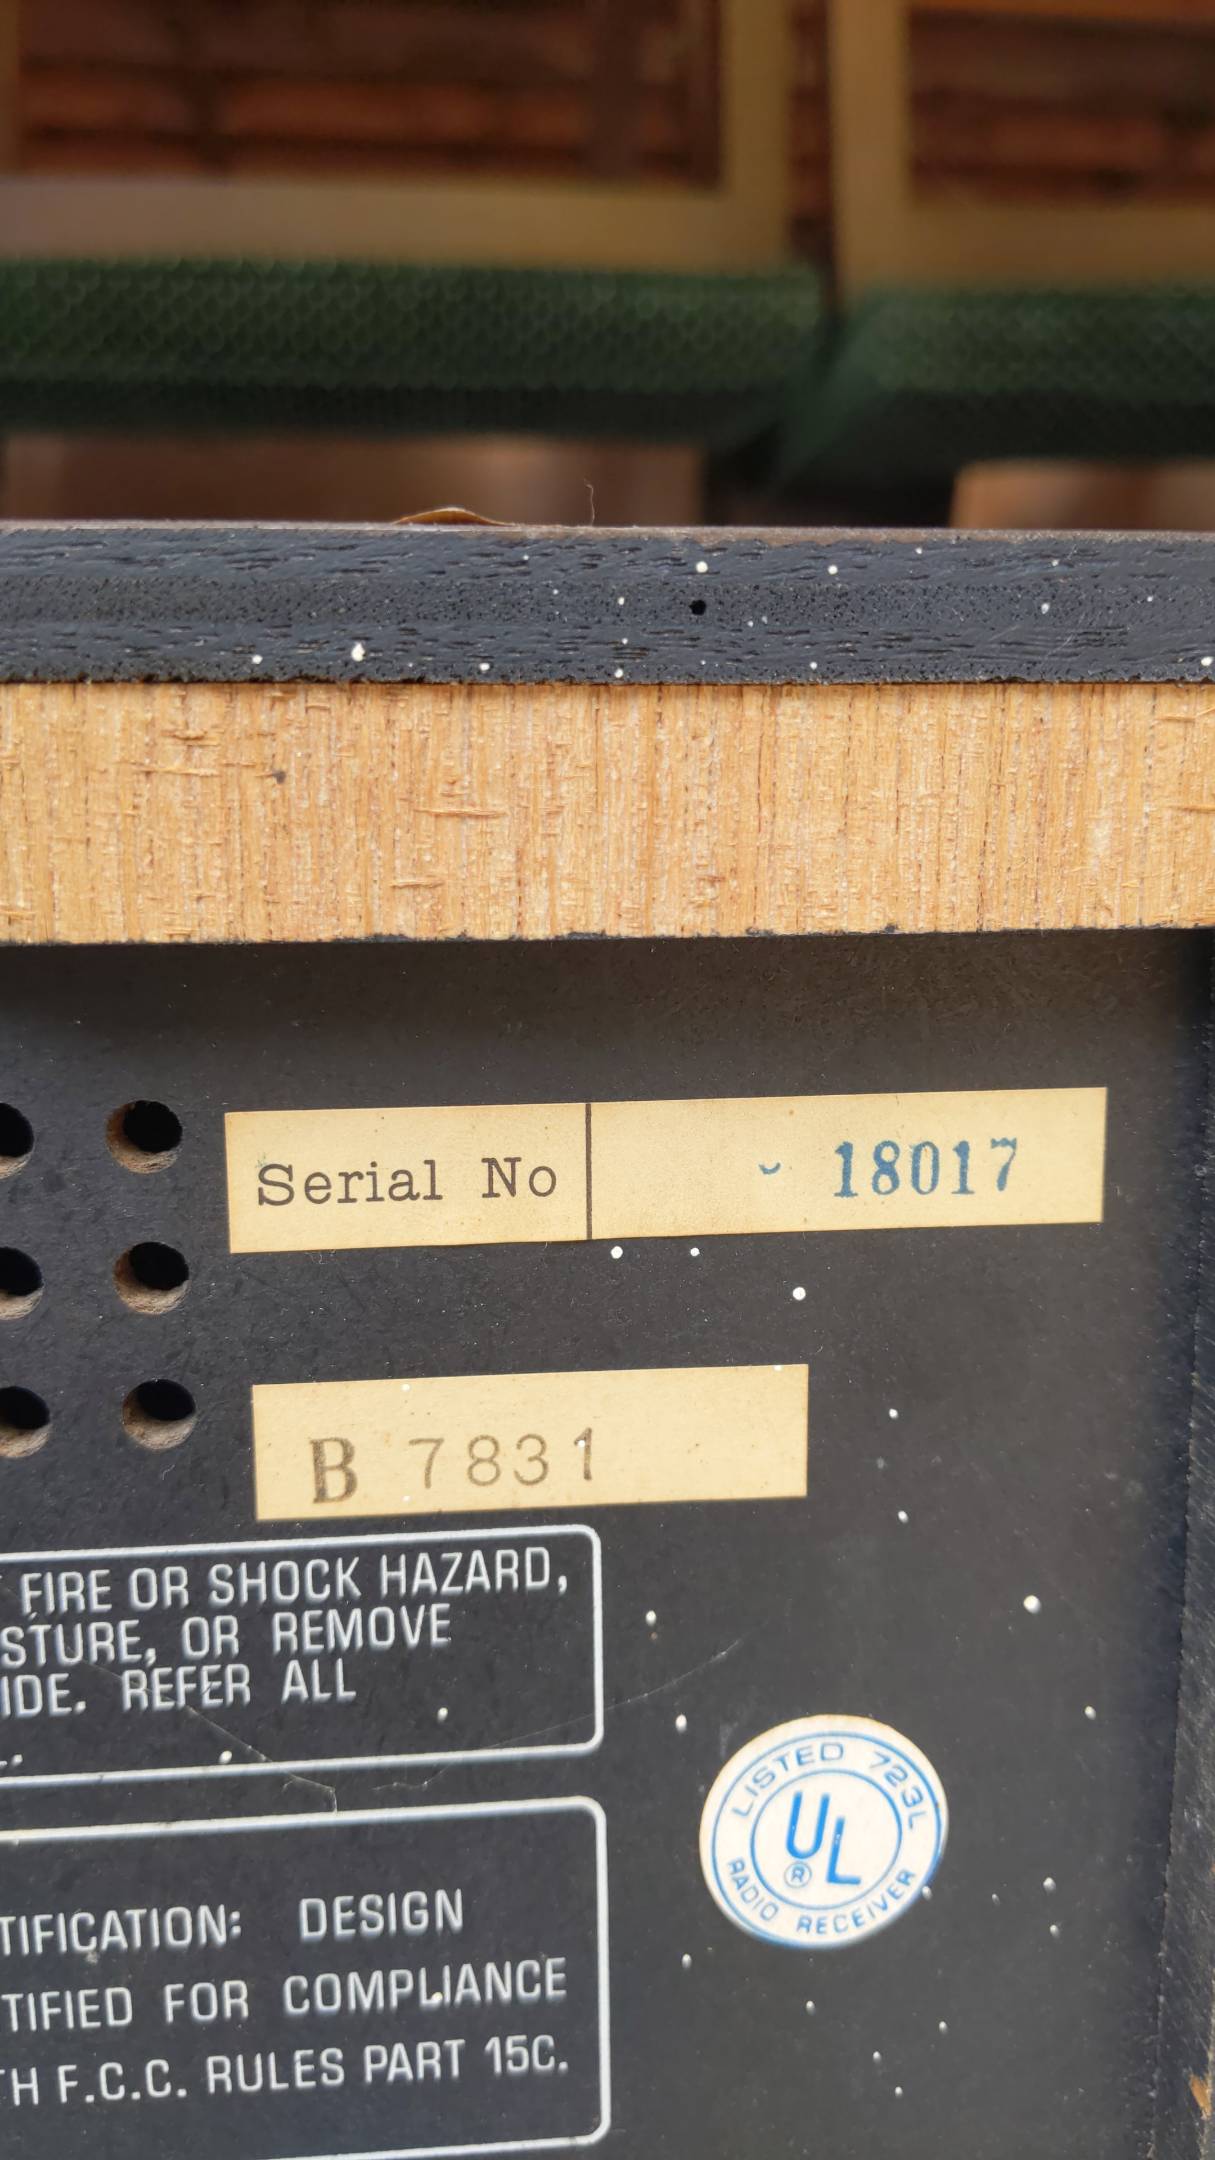 Serial No 18017
B 7831
FIRE OR SHOCK HAZARD,
STURE, OR REMOVE
IDE. REFER ALL
TIFICATION: DESIGN
TIFIED FOR COMPLIANCE
TH F.C.C. RULES PART 15C.
LISTED 723L
UL
®
RADIO RECEIVER